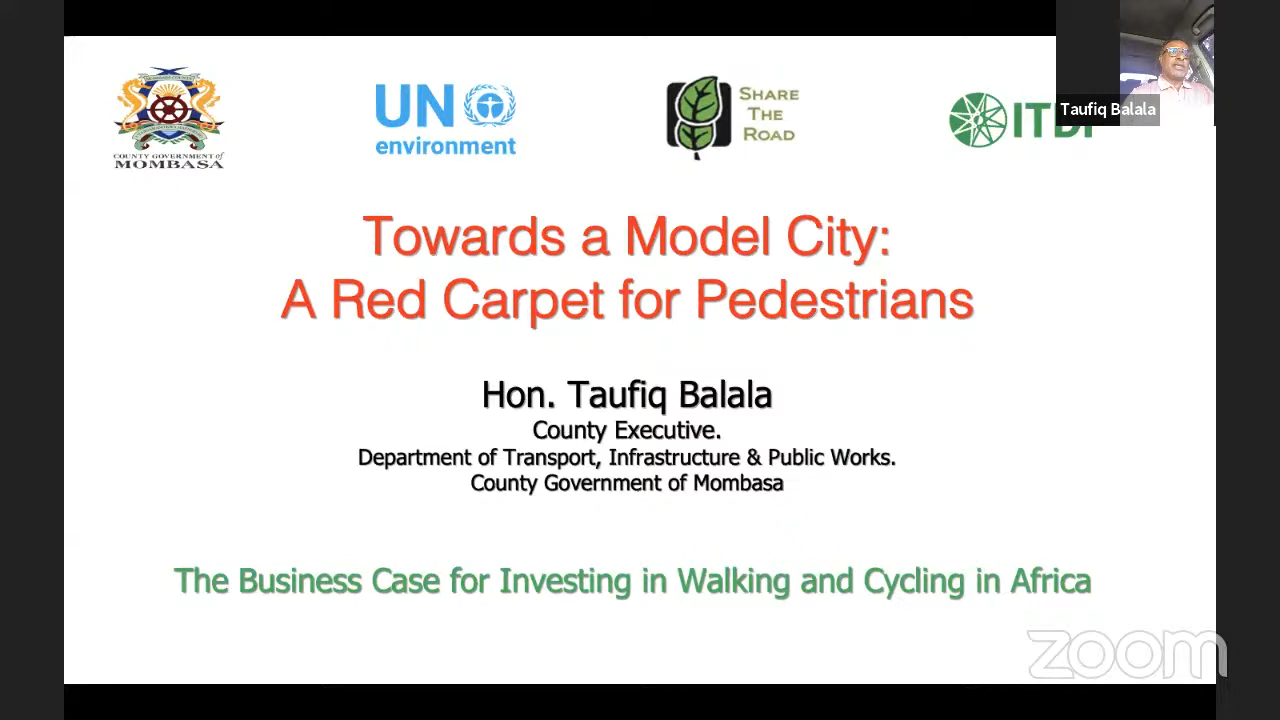 COUNTY GOVERNMENT of
MOMBASA
UN
environment
SHARE
THE
ROAD
Taufiq Balala
Towards a Model City:
A Red Carpet for Pedestrians
Hon. Taufiq Balala
County Executive.
Department of Transport, Infrastructure & Public Works.
County Government of Mombasa
The Business Case for Investing in Walking and Cycling in Africa
zoom